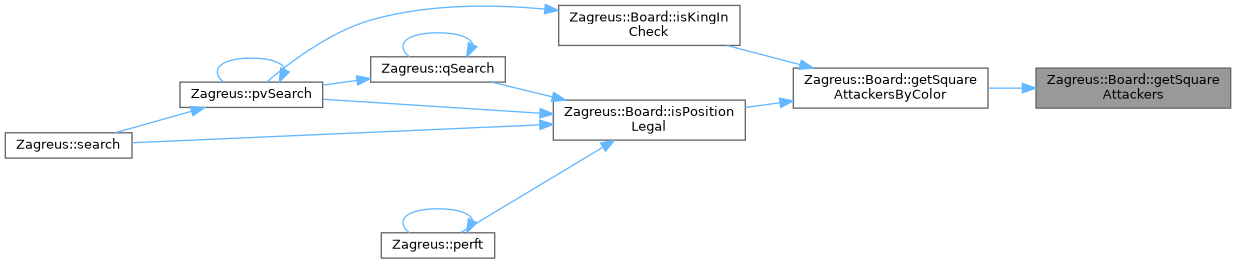 Zagreus::Board::isKingIn
Check
Zagreus::qSearch
Zagreus::Board::getSquare
AttackersByColor
Zagreus::Board::getSquare
Attackers
Zagreus::pvSearch
Zagreus::Board::isPosition
Legal
Zagreus::search
Zagreus::perft